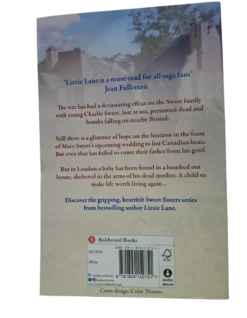 'Lizzie Lane is a must-read for all saga fans'
Jean Fullerton
The war has had a devastating effect on the Sweet family
with young Charlie Sweet, lost at sea, presumed dead and
bombs falling on nearby Bristol.
Still there is a glimmer of hope on the horizon in the form
of Mary Sweet's upcoming wedding to her Canadian beau.
But even that has failed to rouse their father from his grief.
But in London a baby has been found in a bombed out
house, sheltered in the arms of his dead mother. A child to
make life worth living again...
Discover the gripping, heartfelt Sweet Sisters series
from bestselling author Lizzie Lane.
Boldwood Books
FSC
audio
ebook
Cover design: Colin Thomas